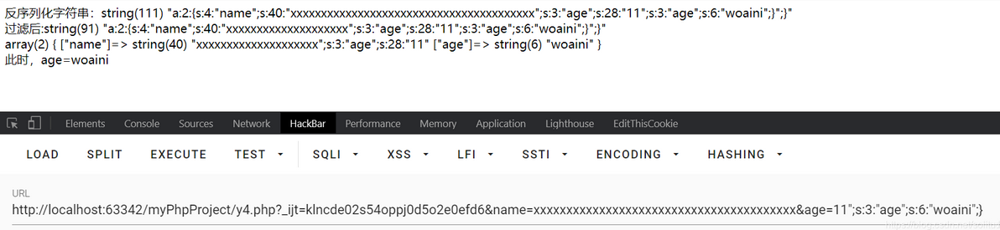 反序列化字符串：string(111) "a:2:{s:4:"name";s:40:"xxxxxxxxxxxxxxxxxxxxxxxxxxxxxxxxxxxxxxxx";s:3:"age";s:28:"11";s:3:"age";s:6:"woaini";}";}"
过滤后:string(91) "a:2:{s:4:"name";s:40:"xxxxxxxxxxxxxxxxxxxx";s:3:"age";s:28:"11";s:3:"age";s:6:"woaini";}";}"
array(2) { ["name"]=> string(40) "xxxxxxxxxxxxxxxxxxxx";s:3:"age";s:28:"11" ["age"]=> string(6) "woaini" }
此时，age=woaini
Elements Console Sources Network HackBar Performance Memory Application Lighthouse EditThisCookie
LOAD SPLIT EXECUTE TEST SQLI XSS LFI SSTI ENCODING HASHING
URL
http://localhost:63342/myPhpProject/y4.php?_ijt=klncde02s54oppj0d5o2e0efd6&name=xxxxxxxxxxxxxxxxxxxxxxxxxxxxxxxxxxxxxxxx&age=11";s:3:"age";s:6:"woaini";}